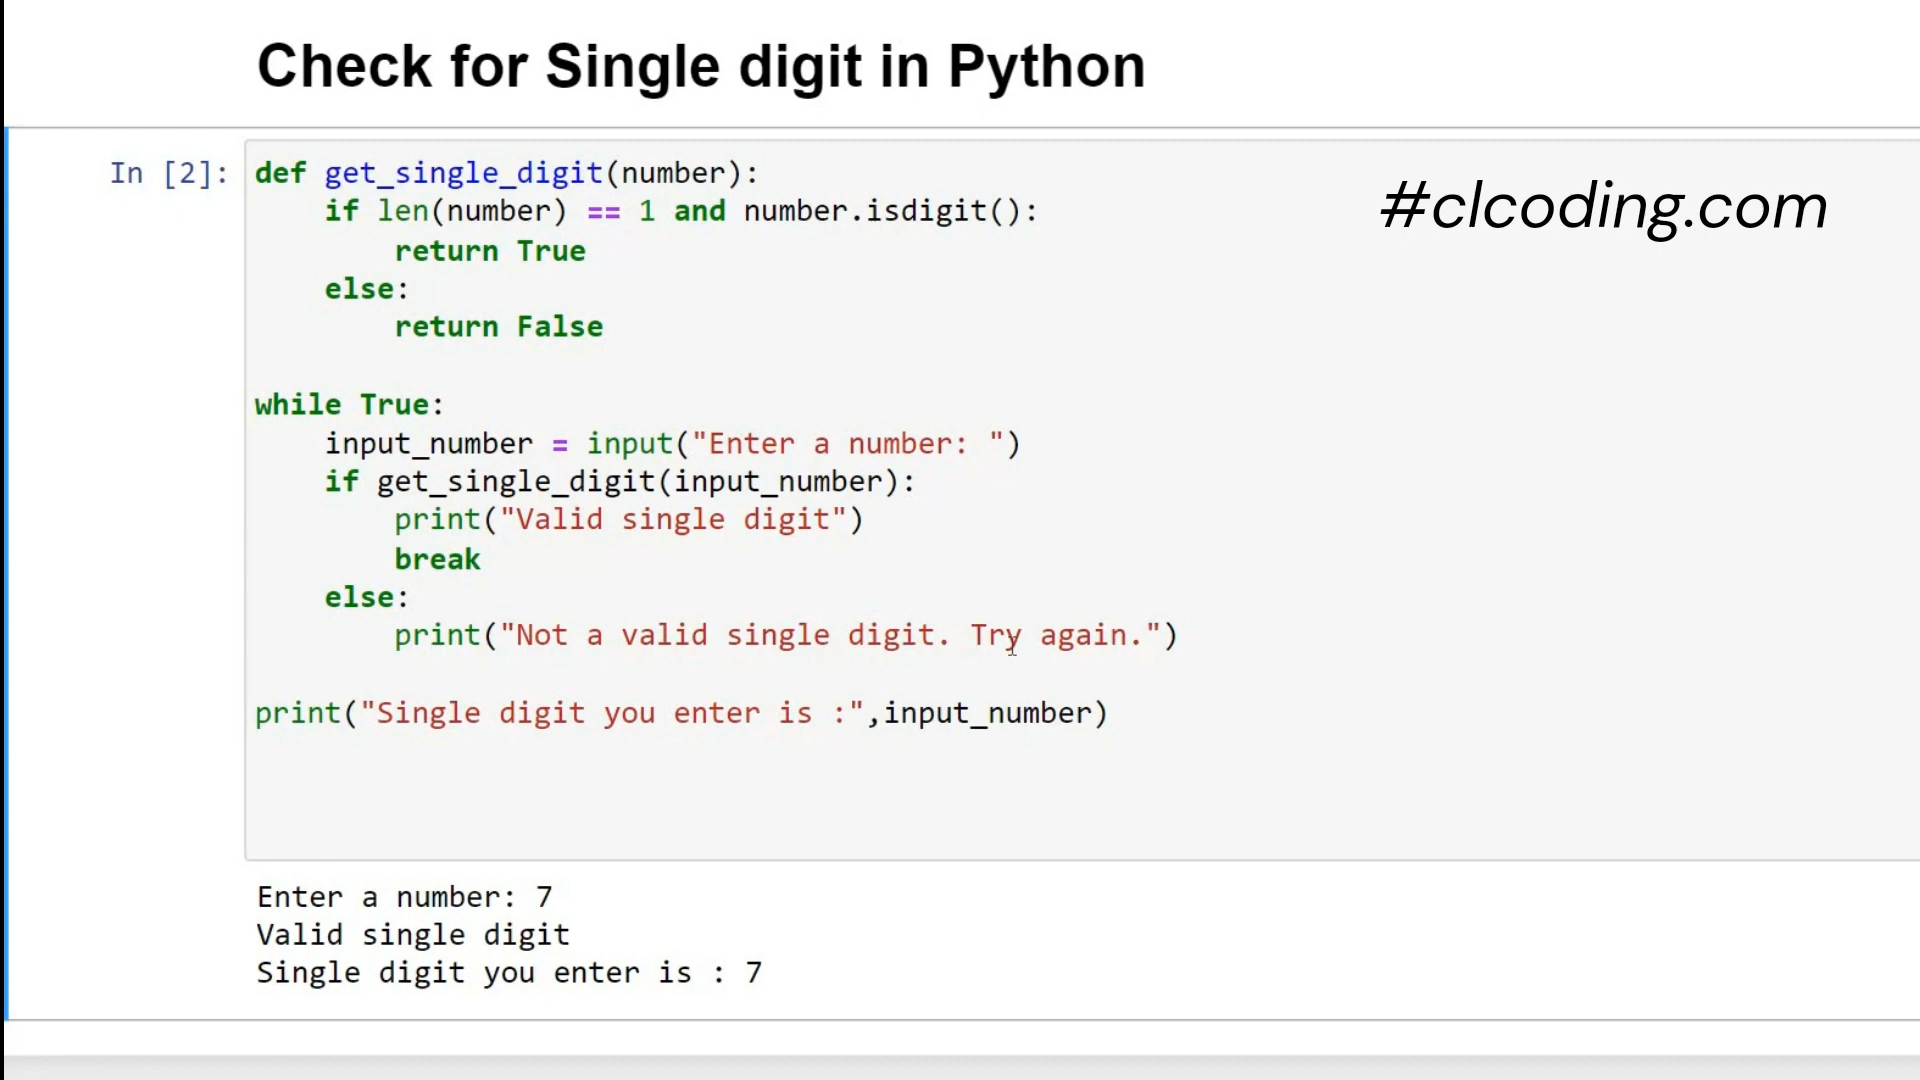 Check for Single digit in Python
#clcoding.com
In [2]:
def get_single_digit(number):
    if len(number) == 1 and number.isdigit():
        return True
    else:
        return False

while True:
    input_number = input("Enter a number: ")
    if get_single_digit(input_number):
        print("Valid single digit")
        break
    else:
        print("Not a valid single digit. Try again.")

print("Single digit you enter is :",input_number)

Enter a number: 7
Valid single digit
Single digit you enter is : 7